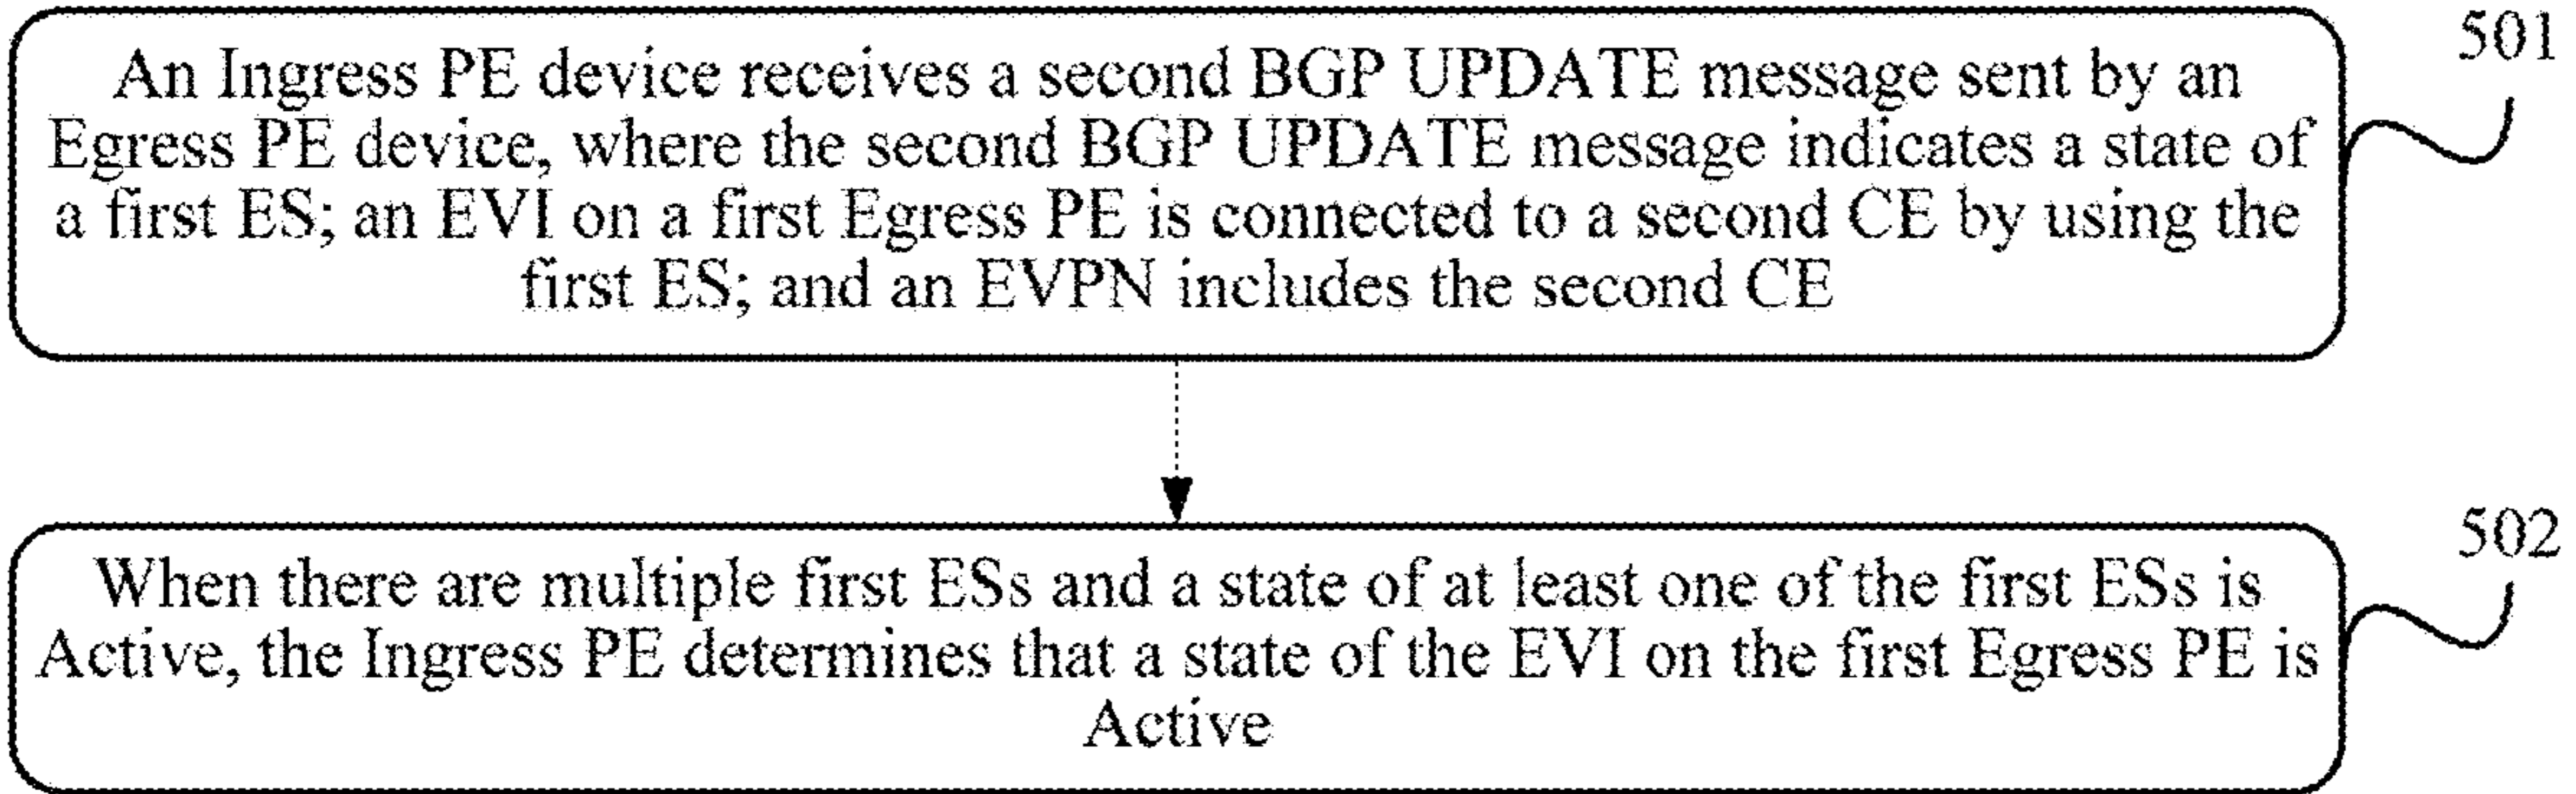 An Ingress PE device receives a second BGP UPDATE message sent by an
Egress PE device, where the second BGP UPDATE message indicates a state of
a first ES; an EVI on a first Egress PE is connected to a second CE by using the
first ES; and an EVPN includes the second CE
501
When there are multiple first ESs and a state of at least one of the first ESs is
Active, the Ingress PE determines that a state of the EVI on the first Egress PE is
Active
502